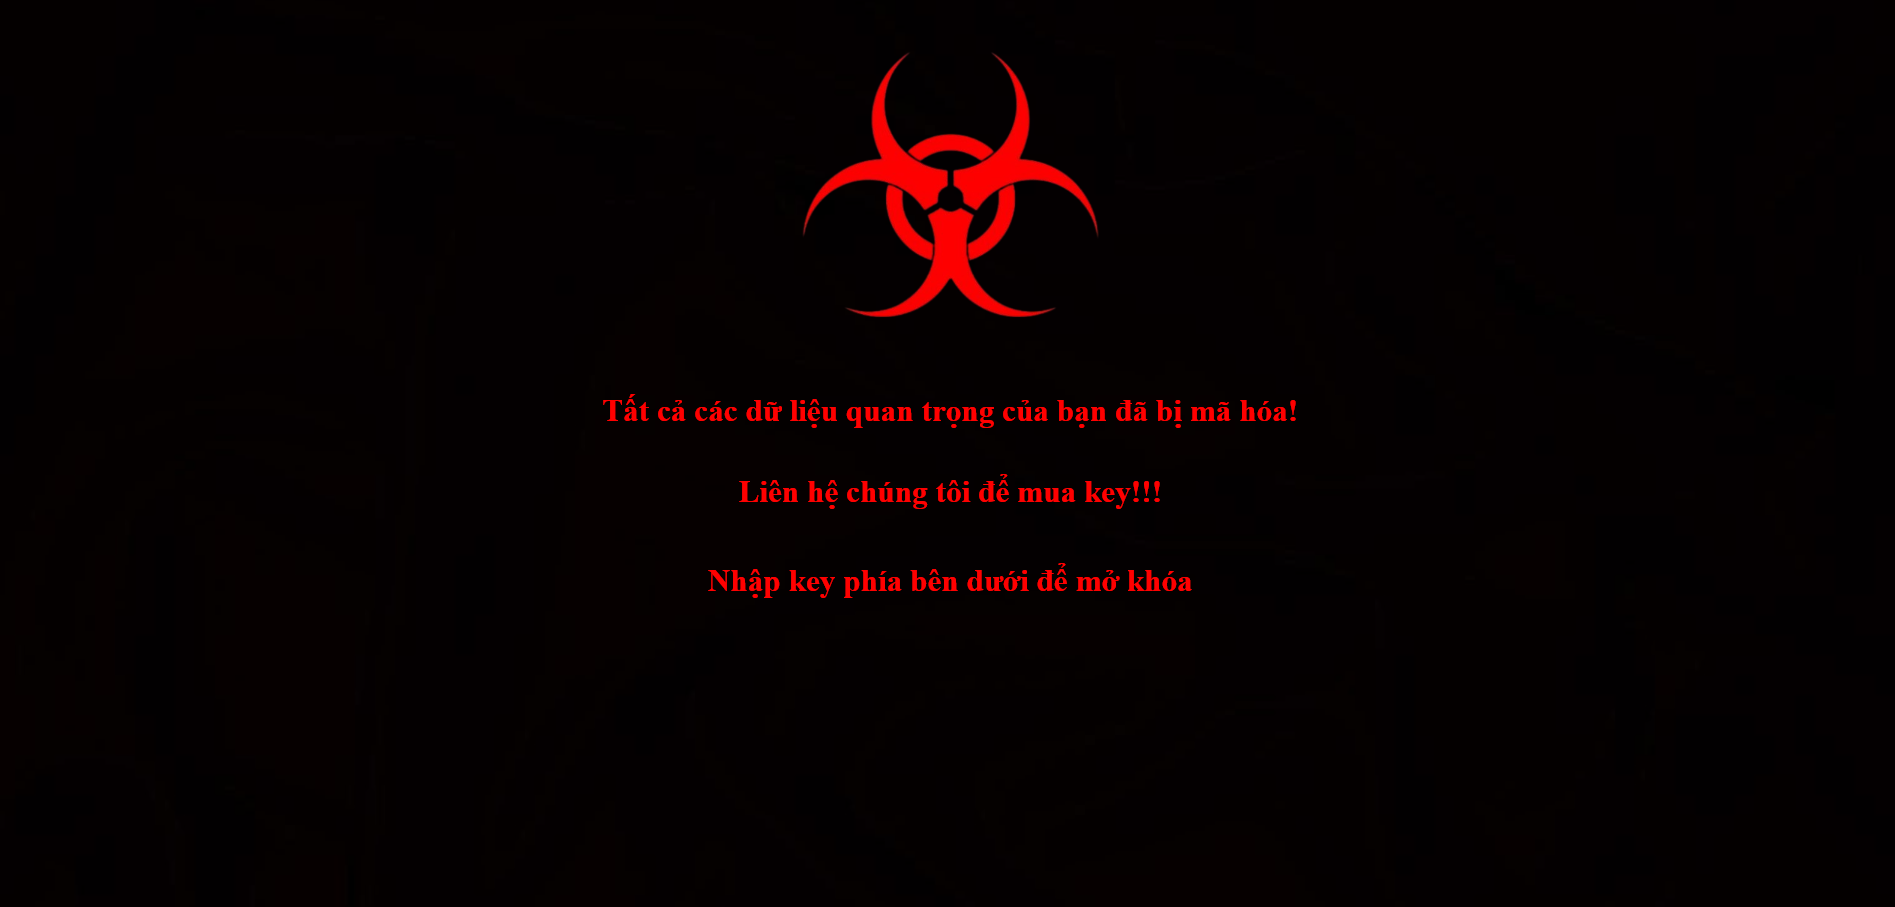 Tất cả các dữ liệu quan trọng của bạn đã bị mã hóa!
Liên hệ chúng tôi để mua key!!!
Nhập key phía bên dưới để mở khóa